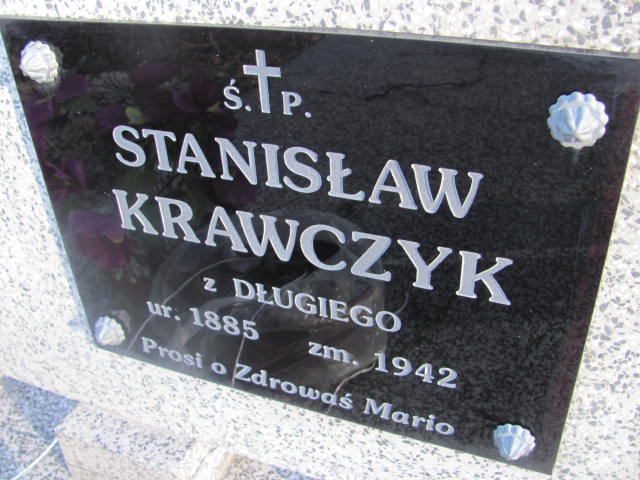 Ś. P.
STANISŁAW
KRAWCZYK
z DŁUGIEGO
ur. 1885 zm. 1942
Prosi o Zdrowaś Mario